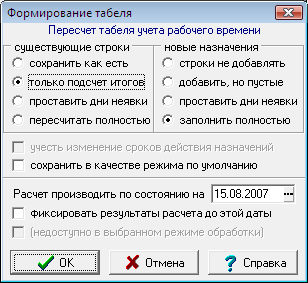 Формирование табеля
Пересчет табеля учета рабочего времени
существующие строки
сохранить как есть
только подсчет итогов
проставить дни неявки
пересчитать полностью
новые назначения
строки не добавлять
добавить, но пустые
проставить дни неявки
заполнить полностью
учесть изменение сроков действия назначений
сохранить в качестве режима по умолчанию
Расчет производить по состоянию на 15.08.2007
фиксировать результаты расчета до этой даты
(недоступно в выбранном режиме обработки)
OK Отмена ? Справка